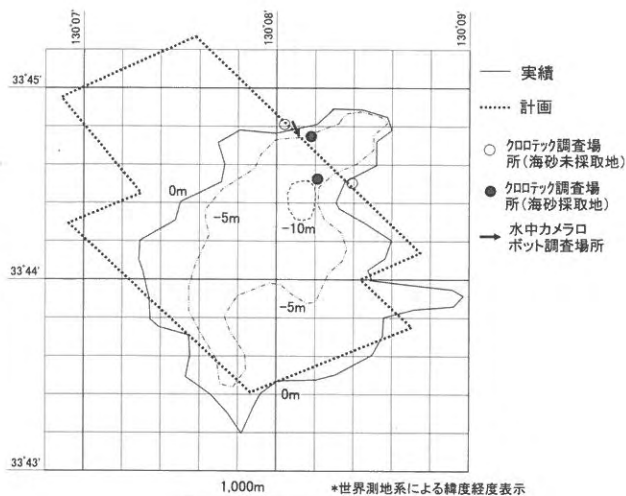 130°07'
130°08'
130°09'
33°45'
33°44'
33°43'
0m
-5m
-10m
-5m
0m
1,000m
実績
計画
クロロテック調査場
所(海砂未採取地)
クロロテック調査場
所(海砂採取地)
水中カメラロ
ボット調査場所
*世界測地系による緯度経度表示